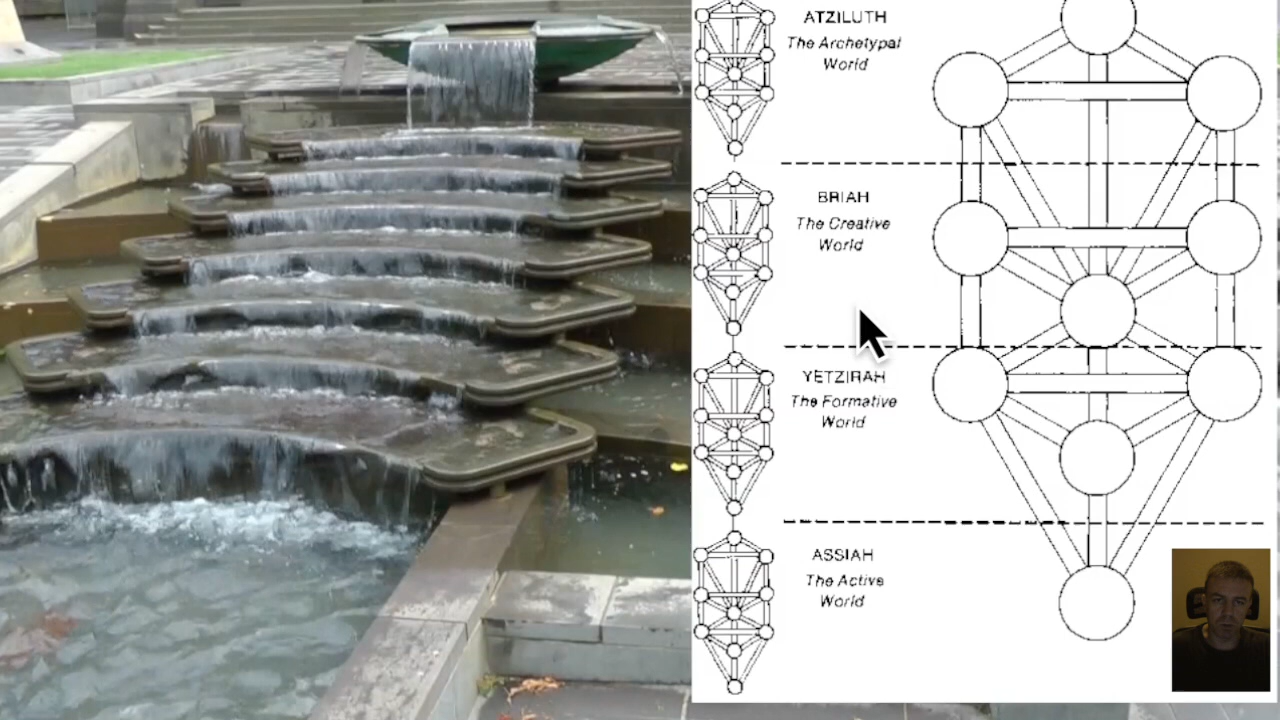 ATZILUTH
The Archetypal
World
BRIAH
The Creative
World
YETZIRAH
The Formative
World
ASSIAH
The Active
World